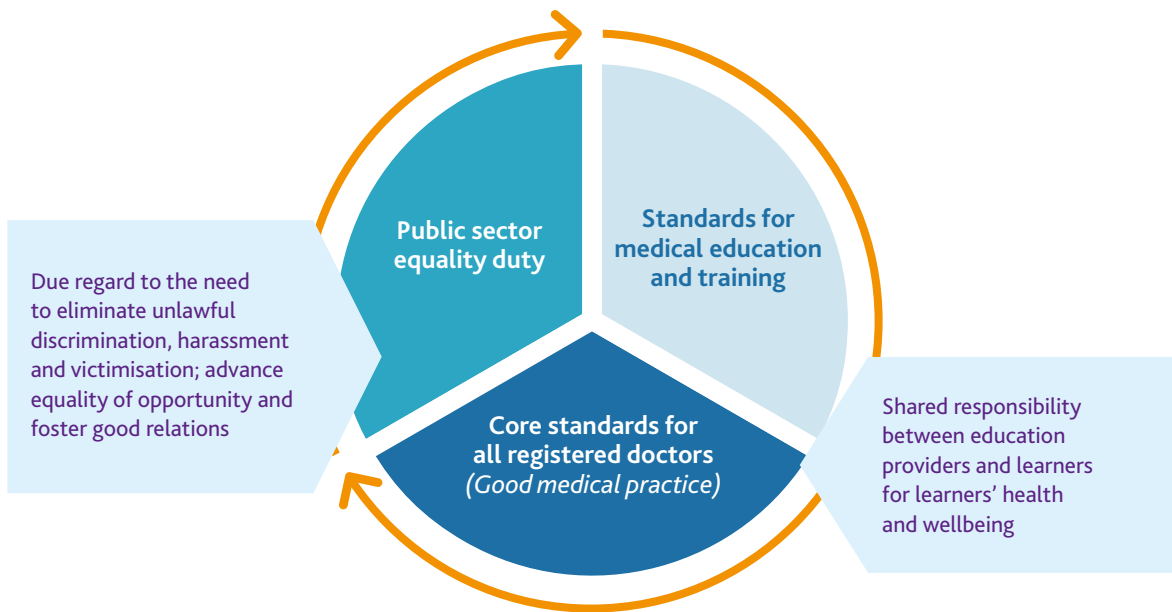 Public sector
equality duty
Standards for
medical education
and training
Due regard to the need
to eliminate unlawful
discrimination, harassment
and victimisation; advance
equality of opportunity and
foster good relations
Core standards for
all registered doctors
(Good medical practice)
Shared responsibility
between education
providers and learners
for learners’ health
and wellbeing